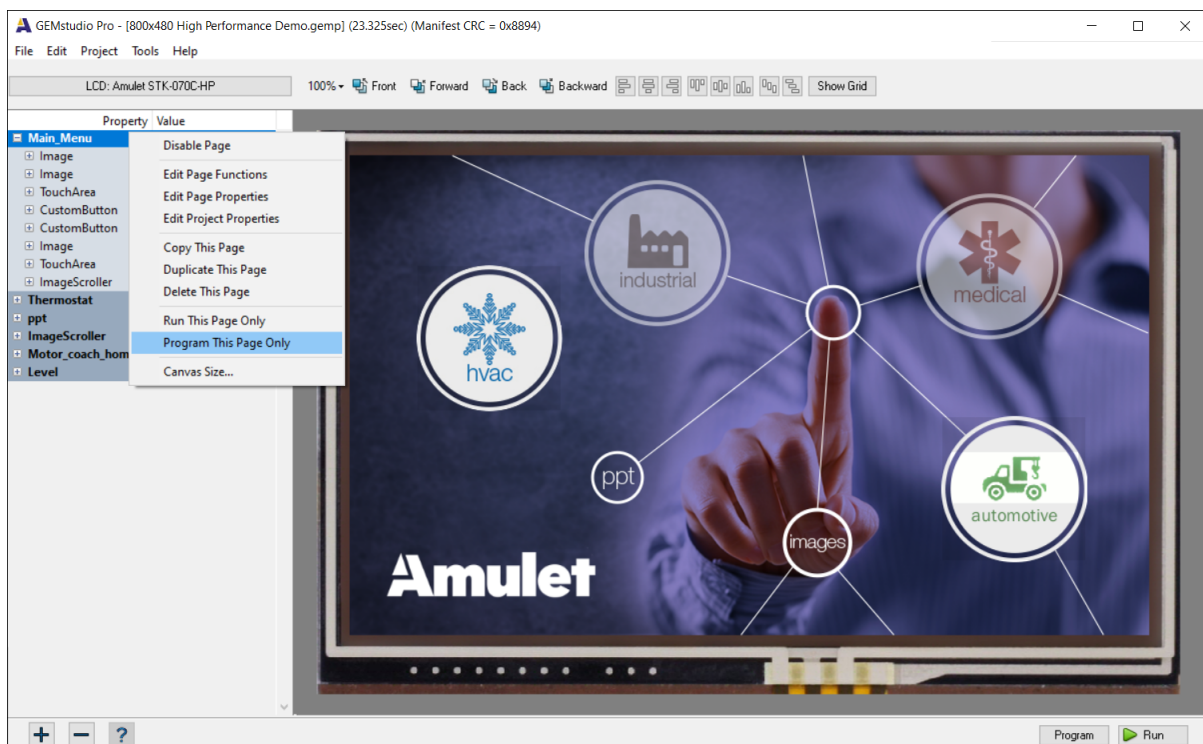 GEMstudio Pro - [800x480 High Performance Demo.gemp] (23.325sec) (Manifest CRC = 0x8894)
File Edit Project Tools Help
LCD: Amulet STK-070C-HP 100% Front Forward Back Backward Show Grid
Property Value
Main_Menu
Image
Image
TouchArea
CustomButton
CustomButton
Image
TouchArea
ImageScroller
Thermostat
ppt
ImageScroller
Motor_coach_hom
Level
Disable Page
Edit Page Functions
Edit Page Properties
Edit Project Properties
Copy This Page
Duplicate This Page
Delete This Page
Run This Page Only
Program This Page Only
Canvas Size...
industrial
medical
hvac
ppt
automotive
images
Amulet
Program Run